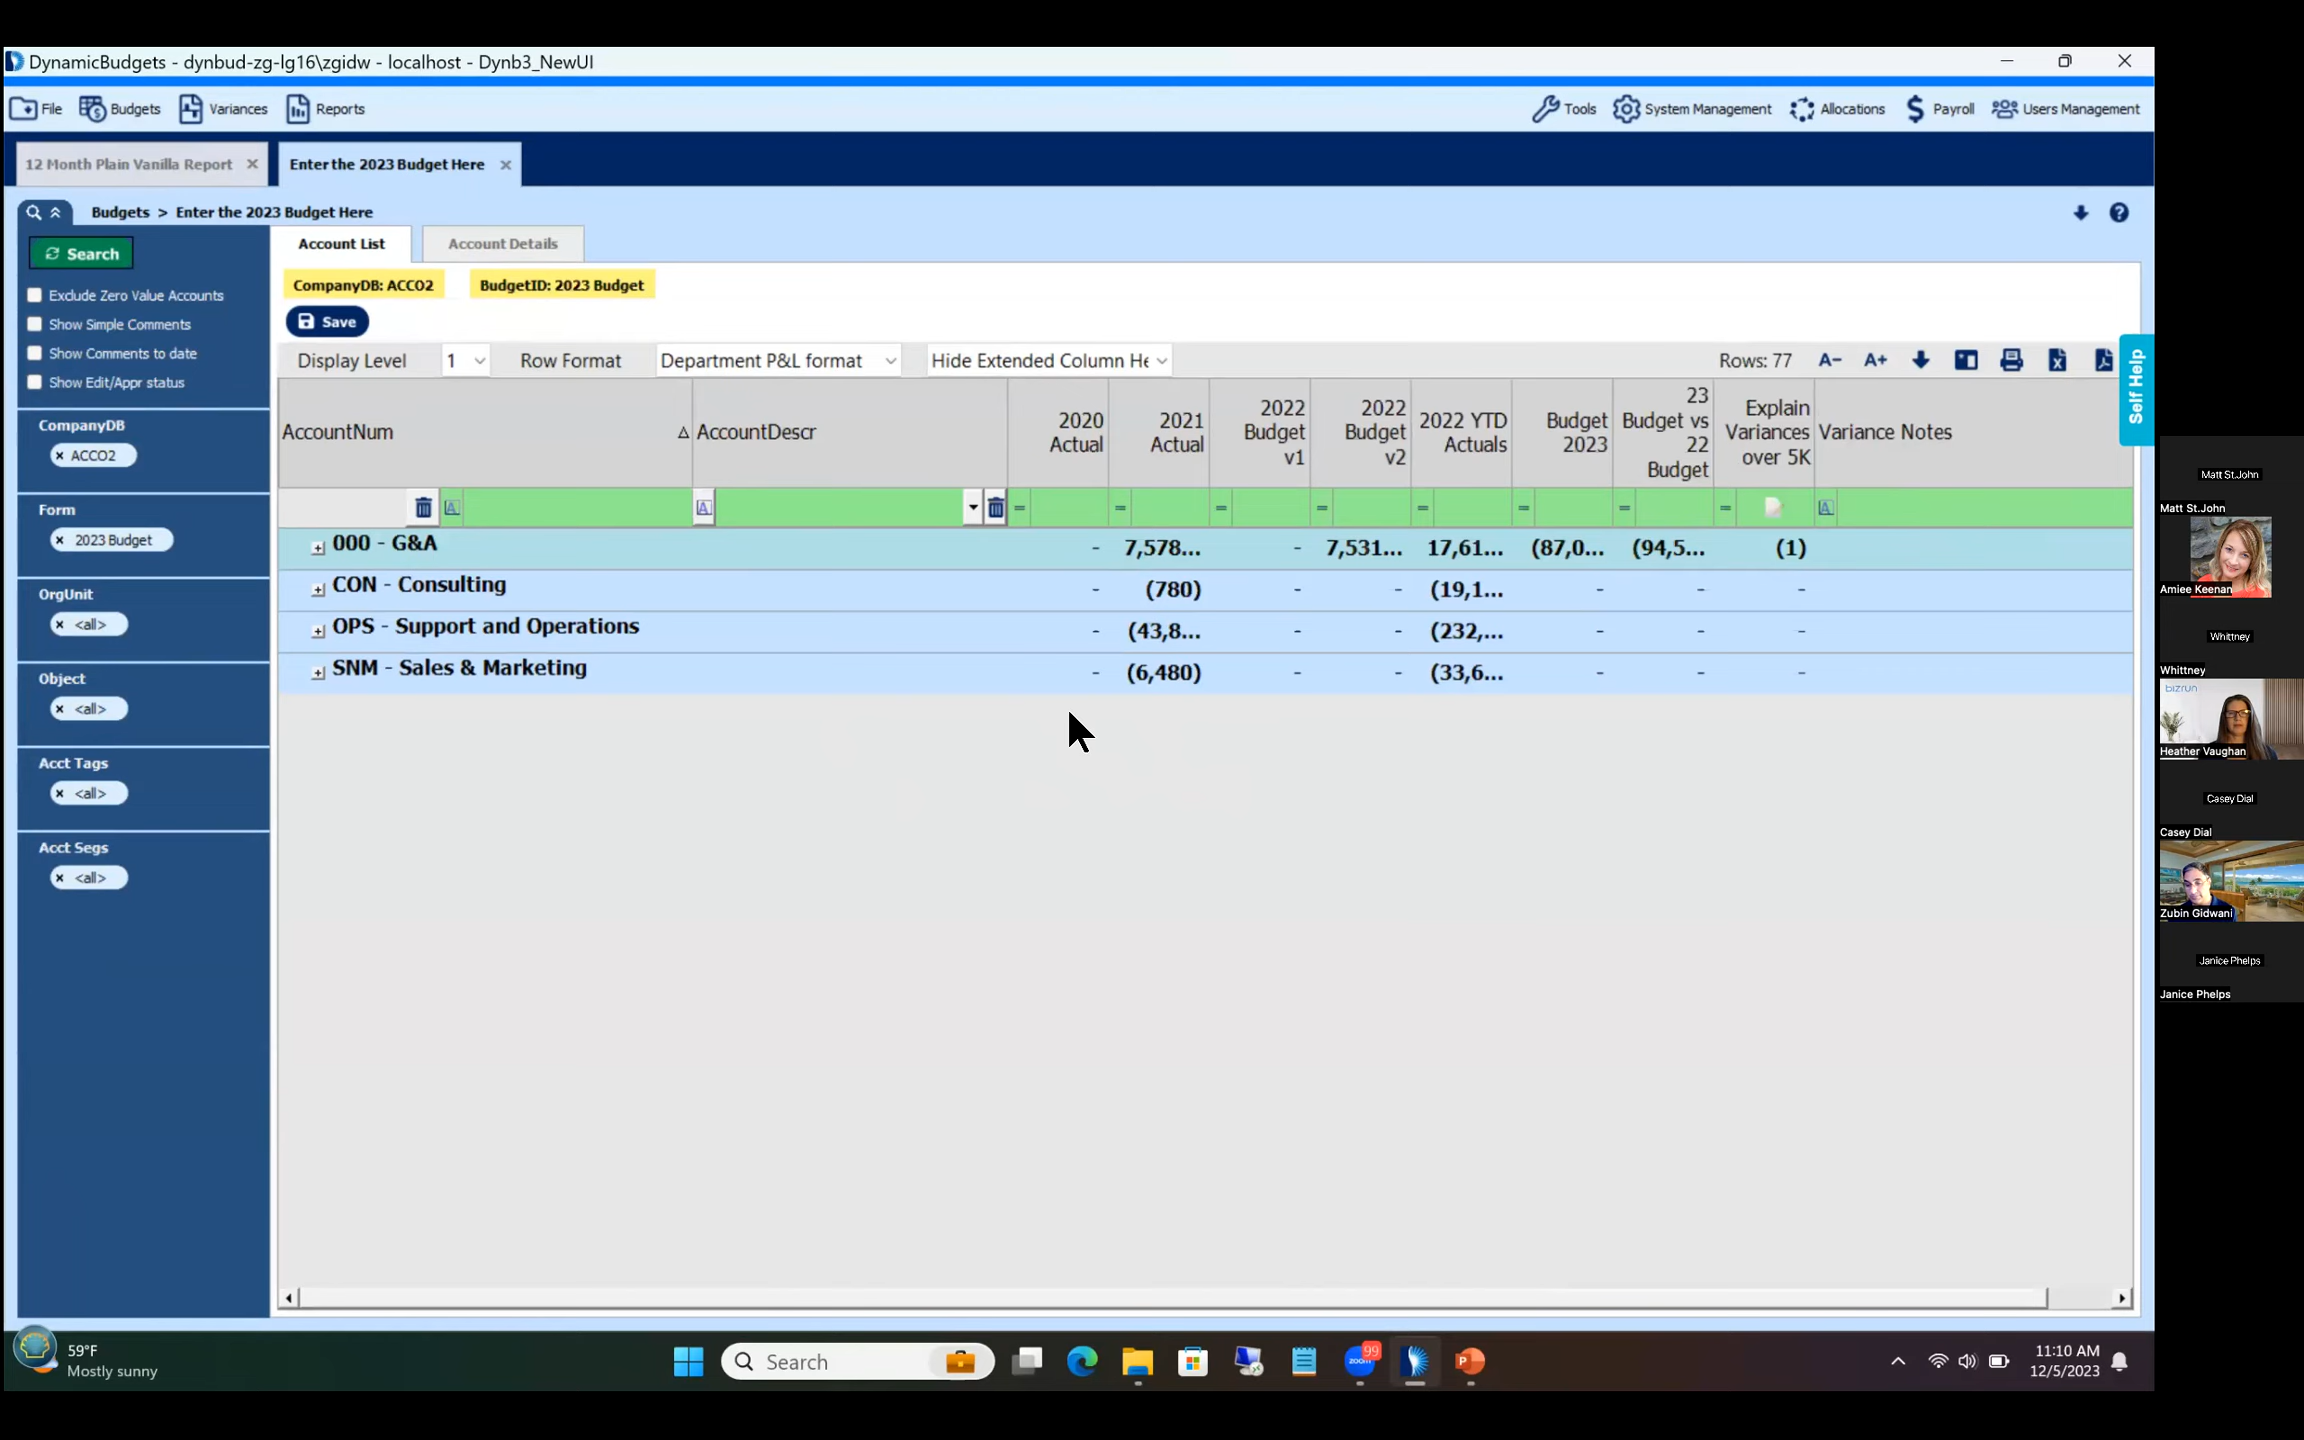 DynamicBudgets - dynbud-zg-lg16\zgidw - localhost - Dynb3_NewUI
File Budgets Variances Reports Tools System Management Allocations Payroll Users Management
12 Month Plain Vanilla Report × Enter the 2023 Budget Here ×
Budgets > Enter the 2023 Budget Here
Search
Exclude Zero Value Accounts
Show Simple Comments
Show Comments to date
Show Edit/Appr status
CompanyDB
× ACCO2
Form
× 2023 Budget
OrgUnit
× <all>
Object
× <all>
Acct Tags
× <all>
Acct Segs
× <all>
Account List Account Details
CompanyDB: ACCO2 BudgetID: 2023 Budget
Save
Display Level 1 Row Format Department P&L format Hide Extended Column He Rows: 77 A- A+
Self Help
AccountNum
AccountDescr
2020 Actual
2021 Actual
2022 Budget v1
2022 Budget v2
2022 YTD Actuals
Budget 2023
23 Budget vs 22 Budget
Explain Variances over 5K
Variance Notes
000 - G&A - 7,578... - 7,531... 17,61... (87,0... (94,5... (1)
CON - Consulting - (780) - - (19,1... - - -
OPS - Support and Operations - (43,8... - - (232,... - - -
SNM - Sales & Marketing - (6,480) - - (33,6... - - -
Matt St.John
Matt St.John
Amiee Keenan
Whittney
Whittney
bizrun
Heather Vaughan
Casey Dial
Casey Dial
Zubin Gidwani
Janice Phelps
Janice Phelps
59°F
Mostly sunny
Search
zoom
99
P
11:10 AM
12/5/2023